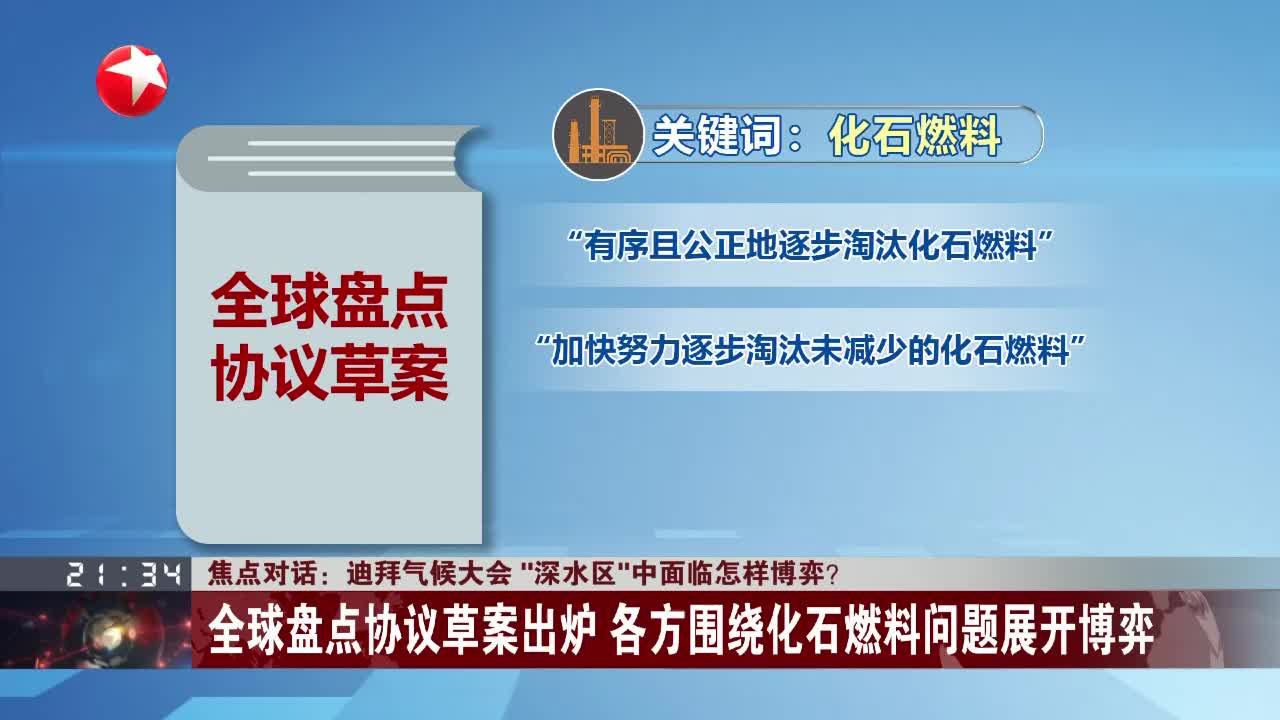 关键词：化石燃料
“有序且公正地逐步淘汰化石燃料”
“加快努力逐步淘汰未减少的化石燃料”
全球盘点
协议草案
21:34
焦点对话：迪拜气候大会"深水区"中面临怎样博弈？
全球盘点协议草案出炉 各方围绕化石燃料问题展开博弈